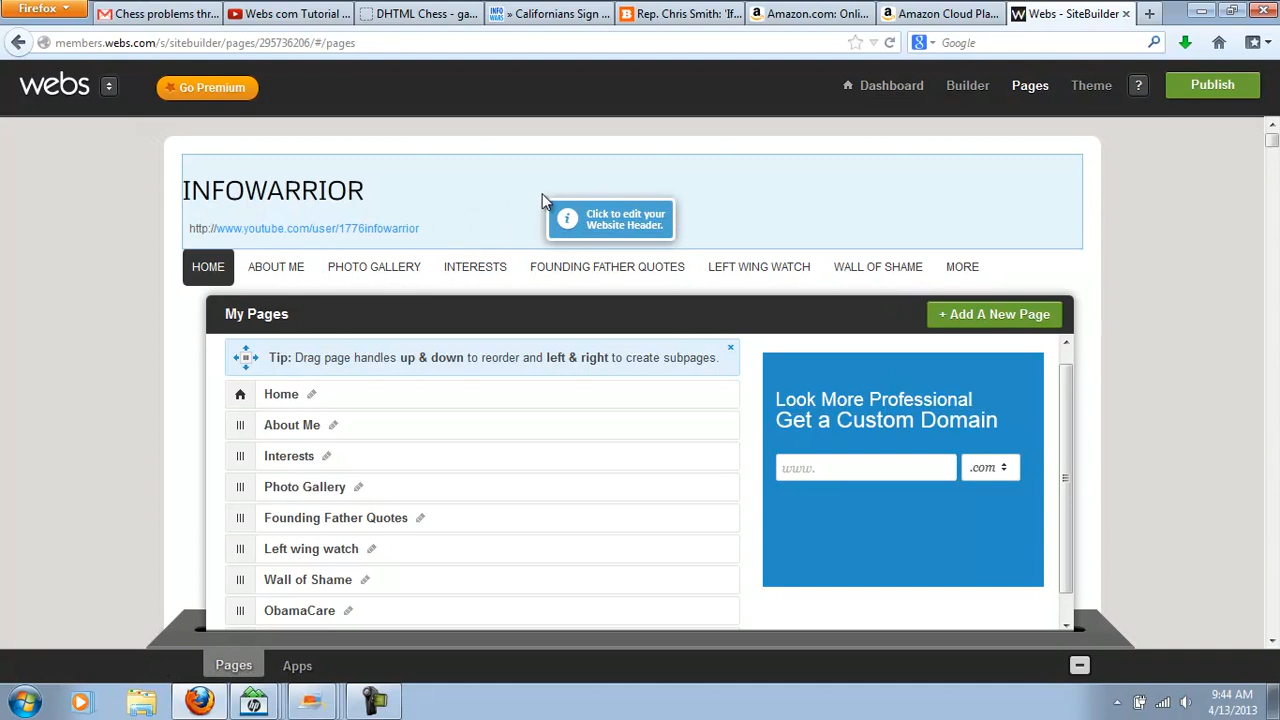 Firefox
Chess problems thr...
Webs com Tutorial ...
DHTML Chess - ga...
INFO WARS » Californians Sign ...
Rep. Chris Smith: 'If...
Amazon.com: Onli...
Amazon Cloud Pla...
W Webs - SiteBuilder
members.webs.com/s/sitebuilder/pages/295736206/#/pages
Google
webs
Go Premium
Dashboard
Builder
Pages
Theme
?
Publish
INFOWARRIOR
Click to edit your
Website Header.
http://www.youtube.com/user/1776infowarrior
HOME
ABOUT ME
PHOTO GALLERY
INTERESTS
FOUNDING FATHER QUOTES
LEFT WING WATCH
WALL OF SHAME
MORE
My Pages
+ Add A New Page
Tip: Drag page handles up & down to reorder and left & right to create subpages.
Home
About Me
Interests
Photo Gallery
Founding Father Quotes
Left wing watch
Wall of Shame
ObamaCare
Look More Professional
Get a Custom Domain
www.
.com
Pages
Apps
9:44 AM
4/13/2013